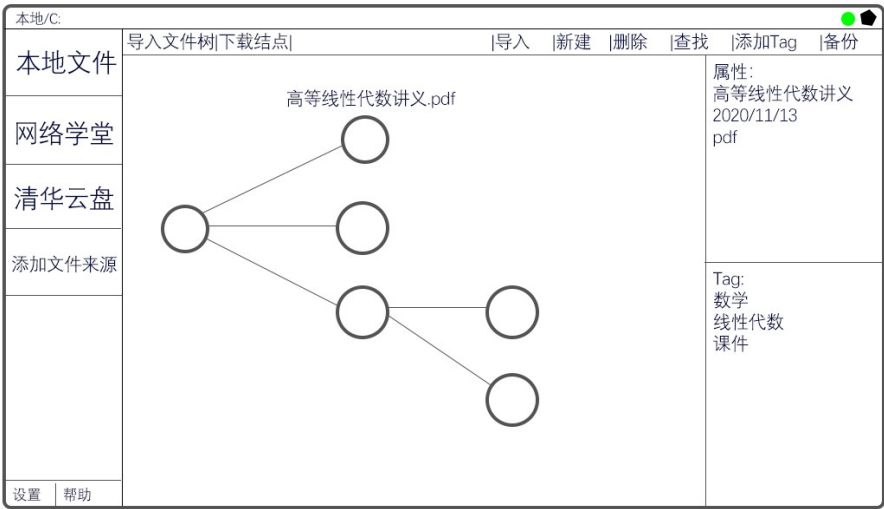 本地/C:
导入文件树|下载结点| |导入 |新建 |删除 |查找 |添加Tag |备份
本地文件
网络学堂
清华云盘
添加文件来源
设置 | 帮助
高等线性代数讲义.pdf
属性:
高等线性代数讲义
2020/11/13
pdf
Tag:
数学
线性代数
课件